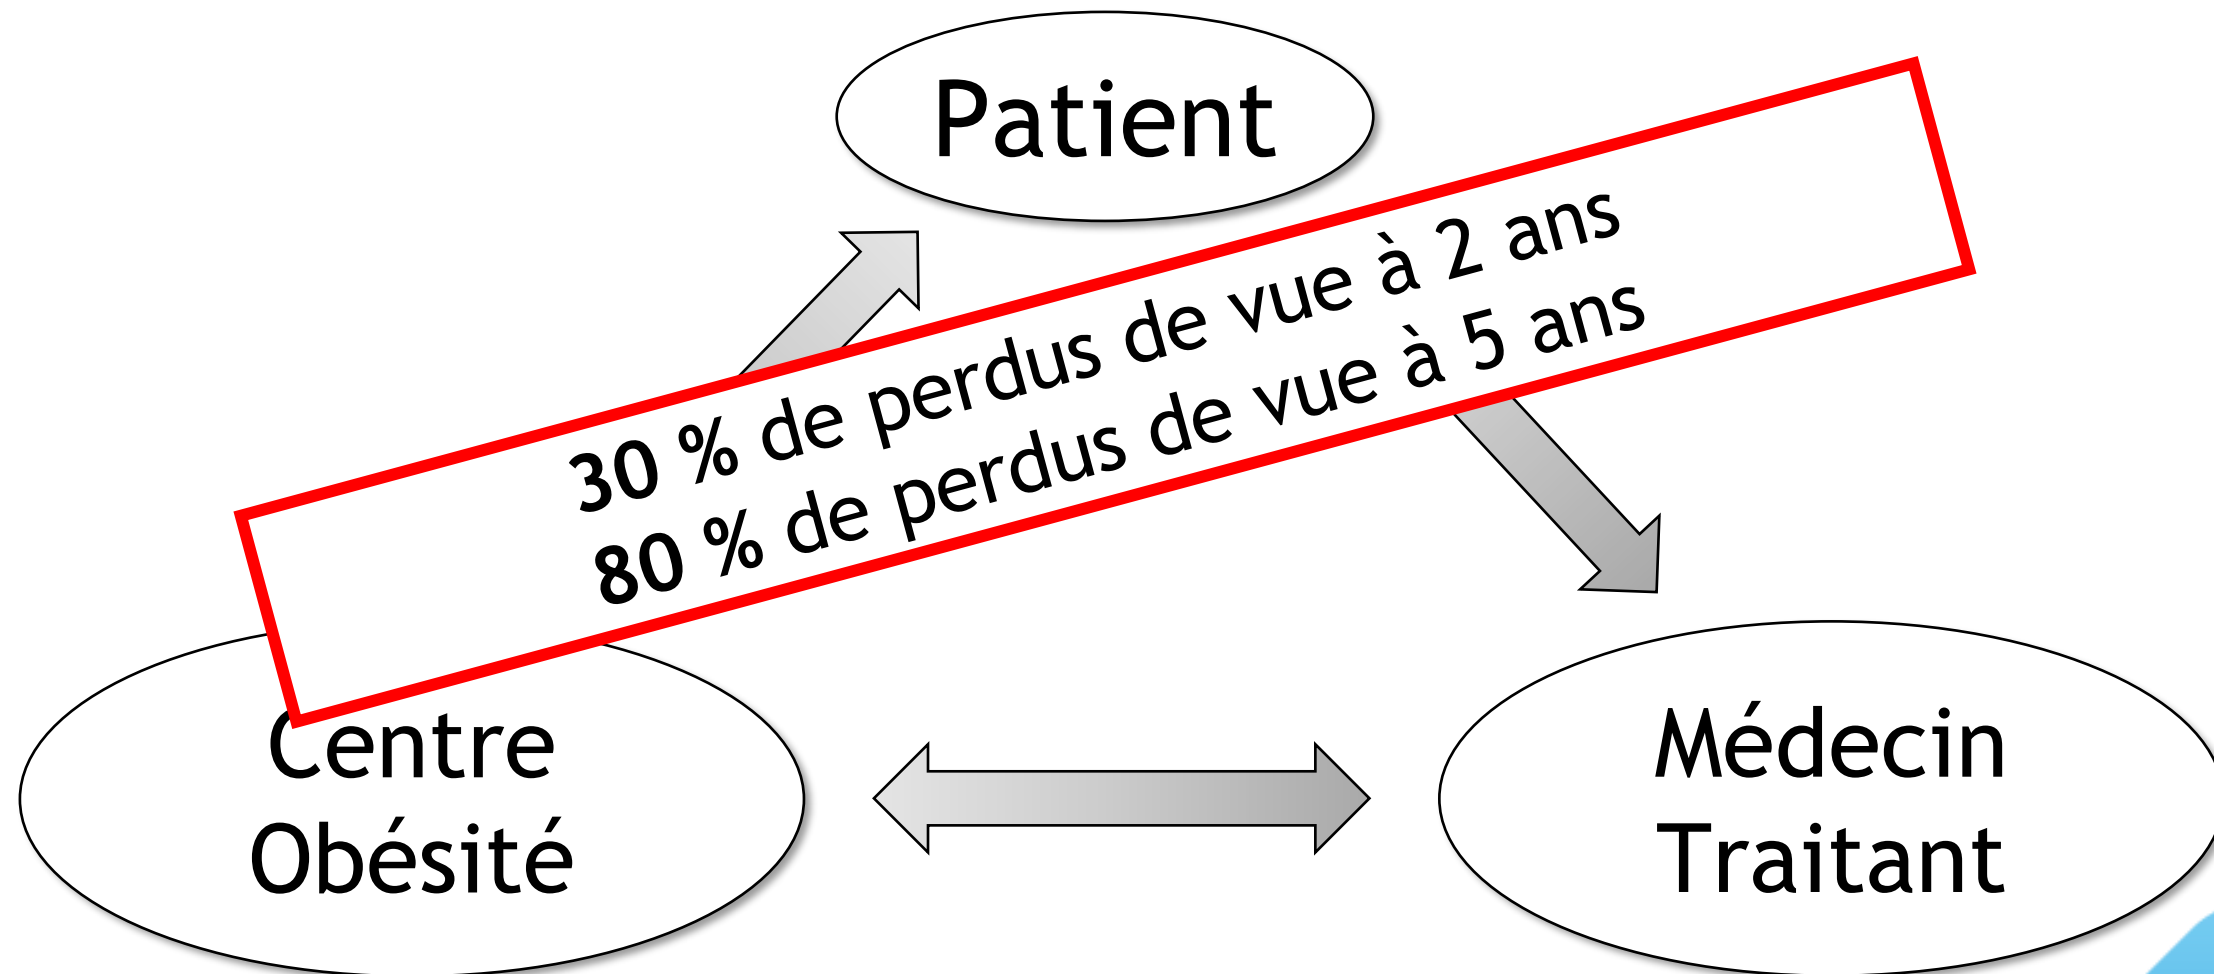 Patient
30 % de perdus de vue à 2 ans
80 % de perdus de vue à 5 ans
Centre
Obésité
Médecin
Traitant